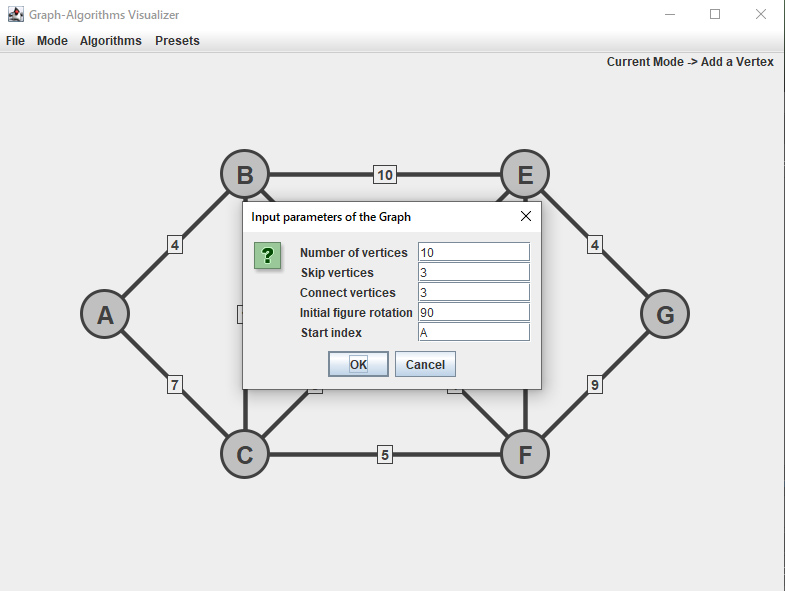 Graph-Algorithms Visualizer
File Mode Algorithms Presets
Current Mode -> Add a Vertex
B
10
E
Input parameters of the Graph
4
4
?
Number of vertices 10
Skip vertices 3
Connect vertices 3
Initial figure rotation 90
Start index A
A
G
OK Cancel
7
9
C
5
F